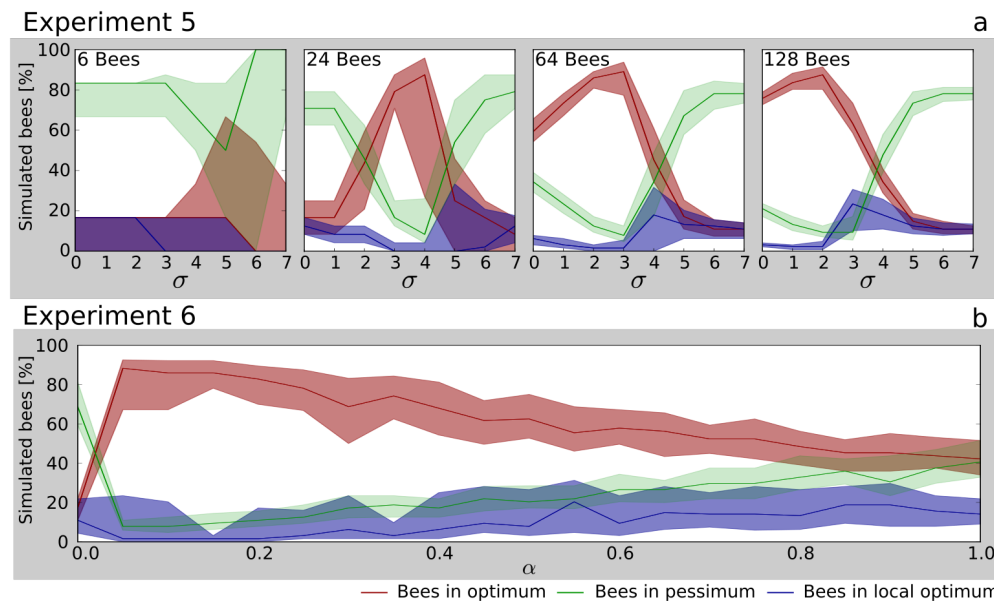 Experiment 5 a
Simulated bees [%]
100
80
60
40
20
0
6 Bees
24 Bees
64 Bees
128 Bees
0 1 2 3 4 5 6 7
0 1 2 3 4 5 6 7
0 1 2 3 4 5 6 7
0 1 2 3 4 5 6 7
σ
σ
σ
σ
Experiment 6 b
Simulated bees [%]
100
80
60
40
20
0
0.0 0.2 0.4 0.6 0.8 1.0
α
Bees in optimum Bees in pessimum Bees in local optimum